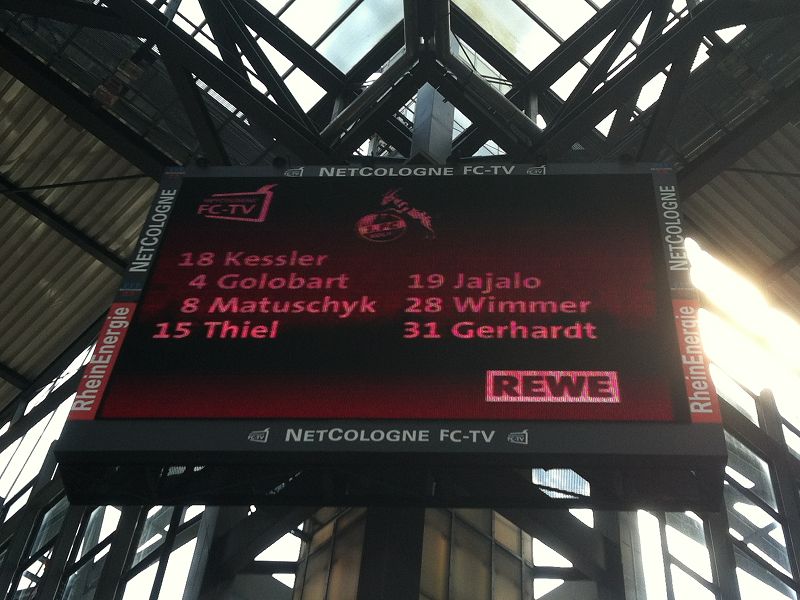 NETCOLOGNE FC-TV
NETCOLOGNE
RheinEnergie
FC-TV
18 Kessler
4 Golobart 19 Jajalo
8 Matuschyk 28 Wimmer
15 Thiel 31 Gerhardt
REWE
NETCOLOGNE
RheinEnergie
NETCOLOGNE FC-TV